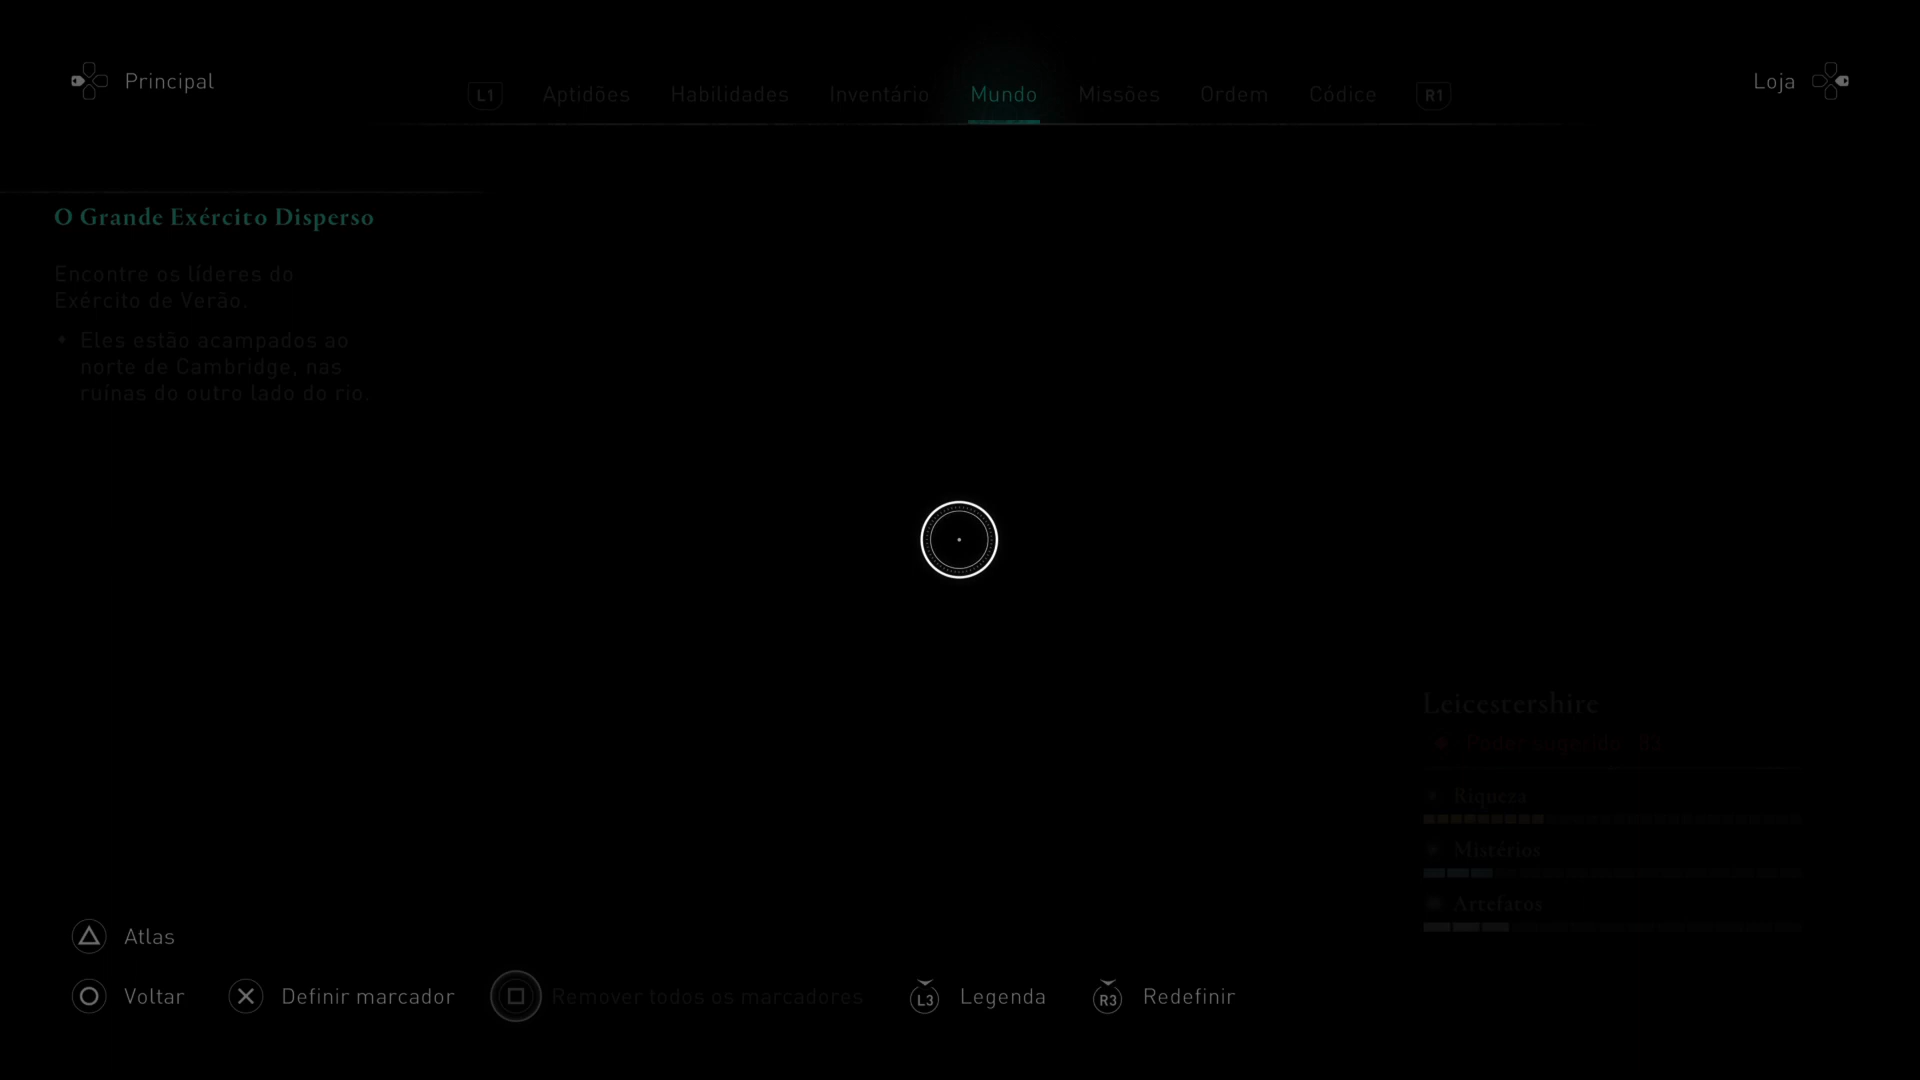 Principal
L1 Aptidões Habilidades Inventário Mundo Missões Ordem Códice R1
Loja
O Grande Exército Disperso
Encontre os líderes do
Exército de Verão.
• Eles estão acampados ao
norte de Cambridge, nas
ruínas do outro lado do rio.
Leicestershire
Poder sugerido
Riqueza
Mistérios
Artefatos
Atlas
Voltar Definir marcador Remover todos os marcadores L3 Legenda R3 Redefinir